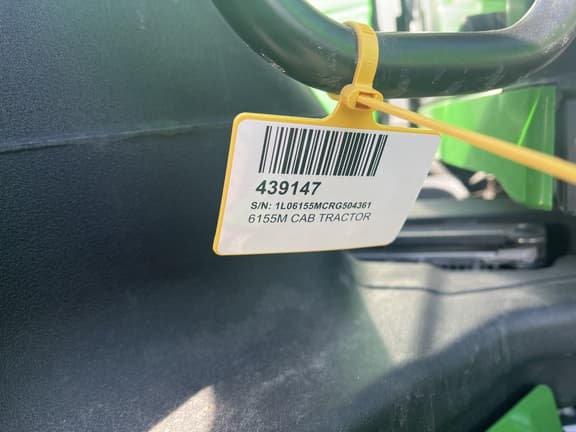 439147
S/N: 1L06155MCRG504361
6155M CAB TRACTOR